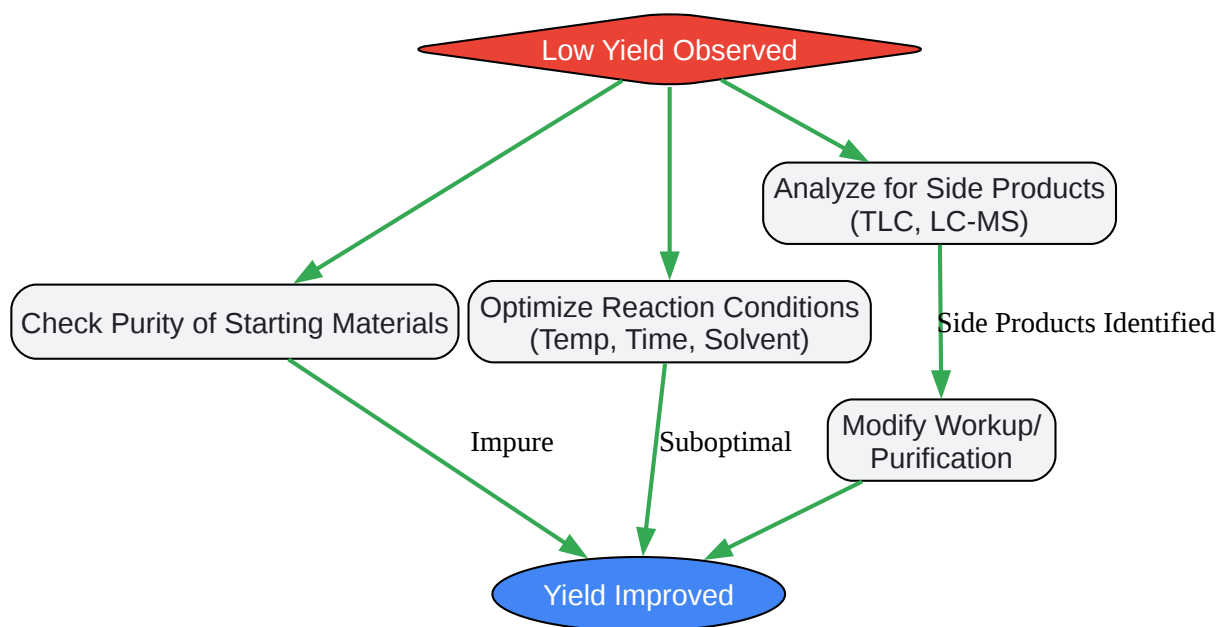 Low Yield Observed
Analyze for Side Products
(TLC, LC-MS)
Check Purity of Starting Materials
Optimize Reaction Conditions
(Temp, Time, Solvent)
Side Products Identified
Modify Workup/
Purification
Impure
Suboptimal
Yield Improved